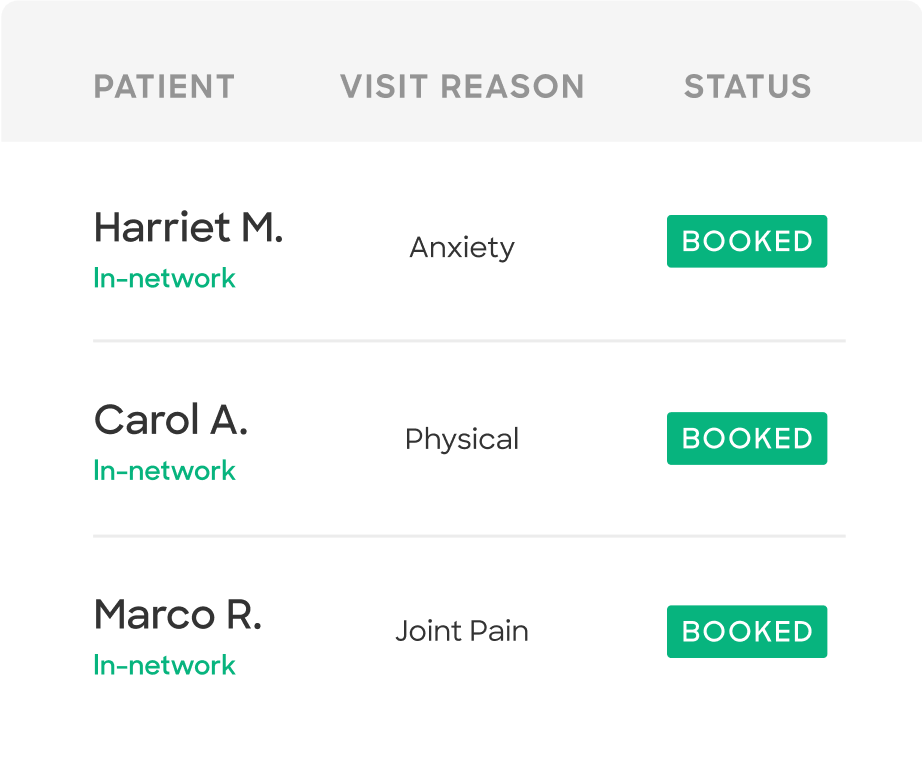 PATIENT VISIT REASON STATUS
Harriet M.
In-network
Anxiety
BOOKED
Carol A.
In-network
Physical
BOOKED
Marco R.
In-network
Joint Pain
BOOKED